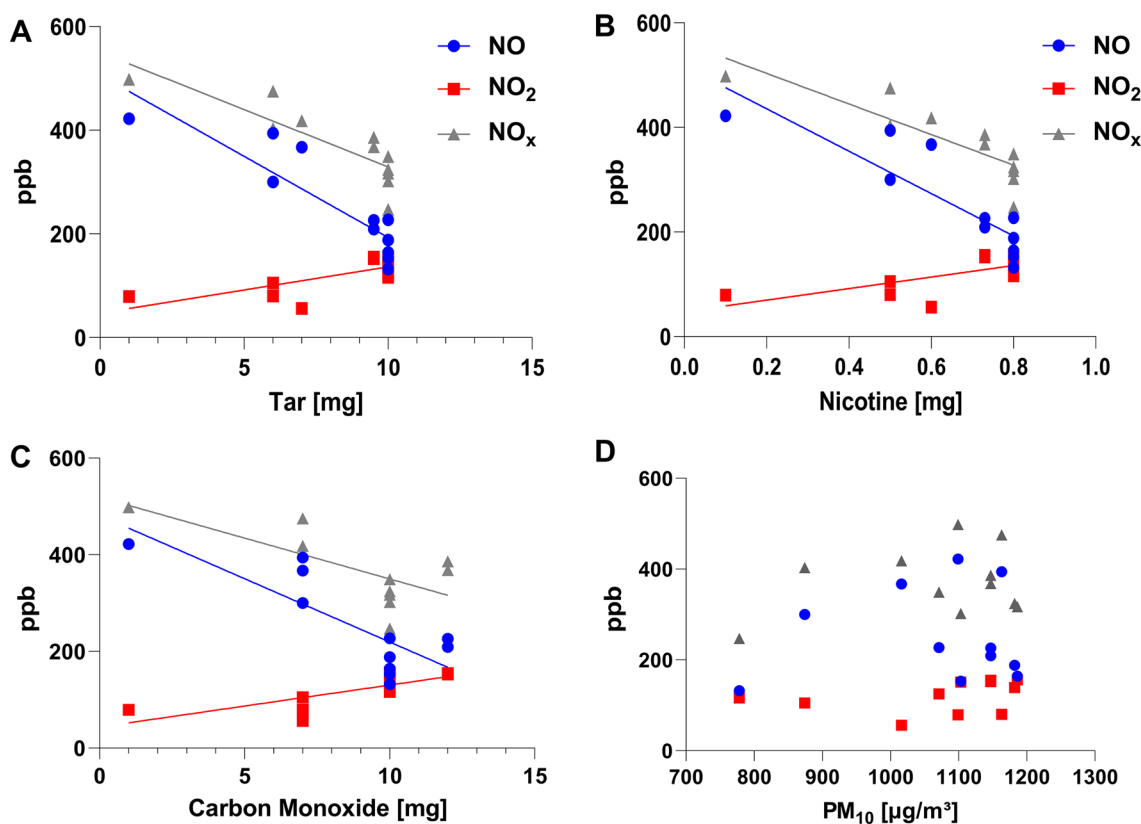 A
600
400
200
0
ppb
0
5
10
15
Tar [mg]
NO
NO₂
NOₓ
B
600
400
200
0
ppb
0.0
0.2
0.4
0.6
0.8
1.0
Nicotine [mg]
NO
NO₂
NOₓ
C
600
400
200
0
ppb
0
5
10
15
Carbon Monoxide [mg]
D
600
400
200
0
ppb
700
800
900
1000
1100
1200
1300
PM₁₀ [µg/m³]